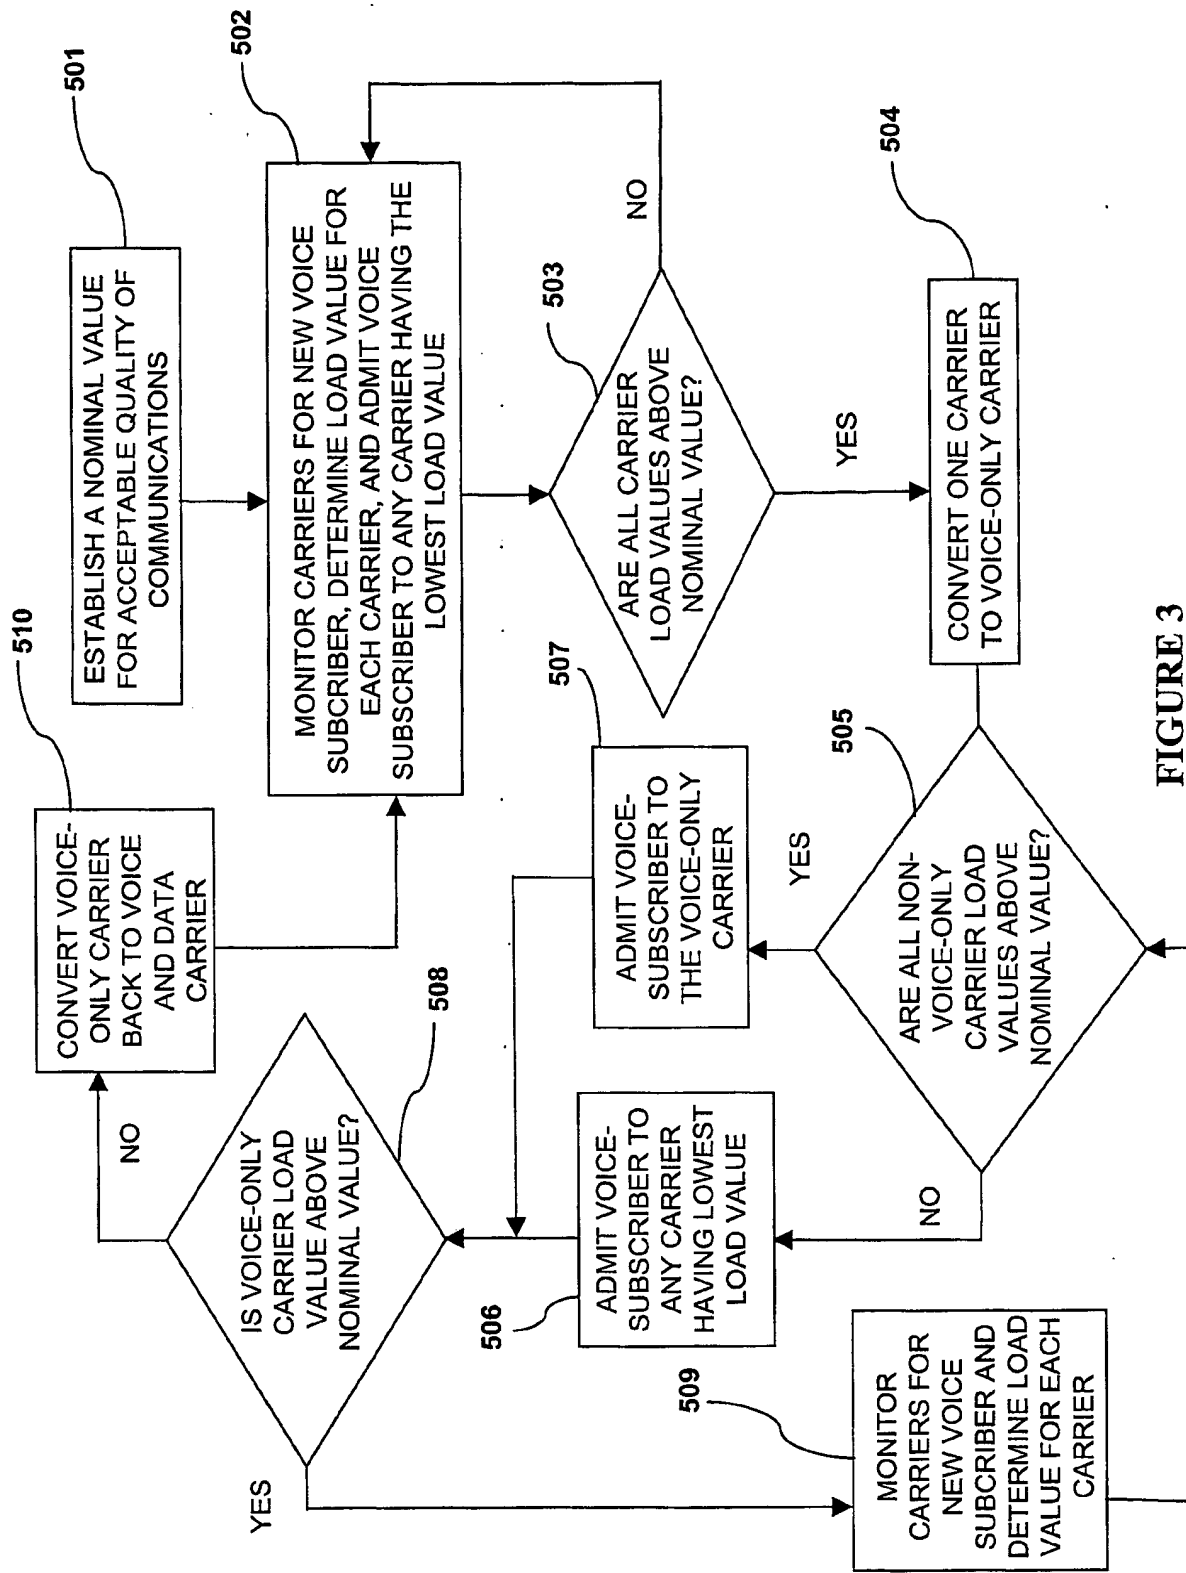 501
ESTABLISH A NOMINAL VALUE
FOR ACCEPTABLE QUALITY OF
COMMUNICATIONS
502
MONITOR CARRIERS FOR NEW VOICE
SUBCRIBER, DETERMINE LOAD VALUE FOR
EACH CARRIER, AND ADMIT VOICE
SUBSCRIBER TO ANY CARRIER HAVING THE
LOWEST LOAD VALUE
503
ARE ALL CARRIER
LOAD VALUES ABOVE
NOMINAL VALUE?
NO
YES
504
CONVERT ONE CARRIER
TO VOICE-ONLY CARRIER
505
ARE ALL NON-
VOICE-ONLY
CARRIER LOAD
VALUES ABOVE
NOMINAL VALUE?
YES
NO
507
ADMIT VOICE-
SUBSCRIBER TO
THE VOICE-ONLY
CARRIER
506
ADMIT VOICE-
SUBSCRIBER TO
ANY CARRIER
HAVING LOWEST
LOAD VALUE
508
IS VOICE-ONLY
CARRIER LOAD
VALUE ABOVE
NOMINAL VALUE?
NO
YES
510
CONVERT VOICE-
ONLY CARRIER
BACK TO VOICE
AND DATA
CARRIER
509
MONITOR
CARRIERS FOR
NEW VOICE
SUBCRIBER AND
DETERMINE LOAD
VALUE FOR EACH
CARRIER
FIGURE 3